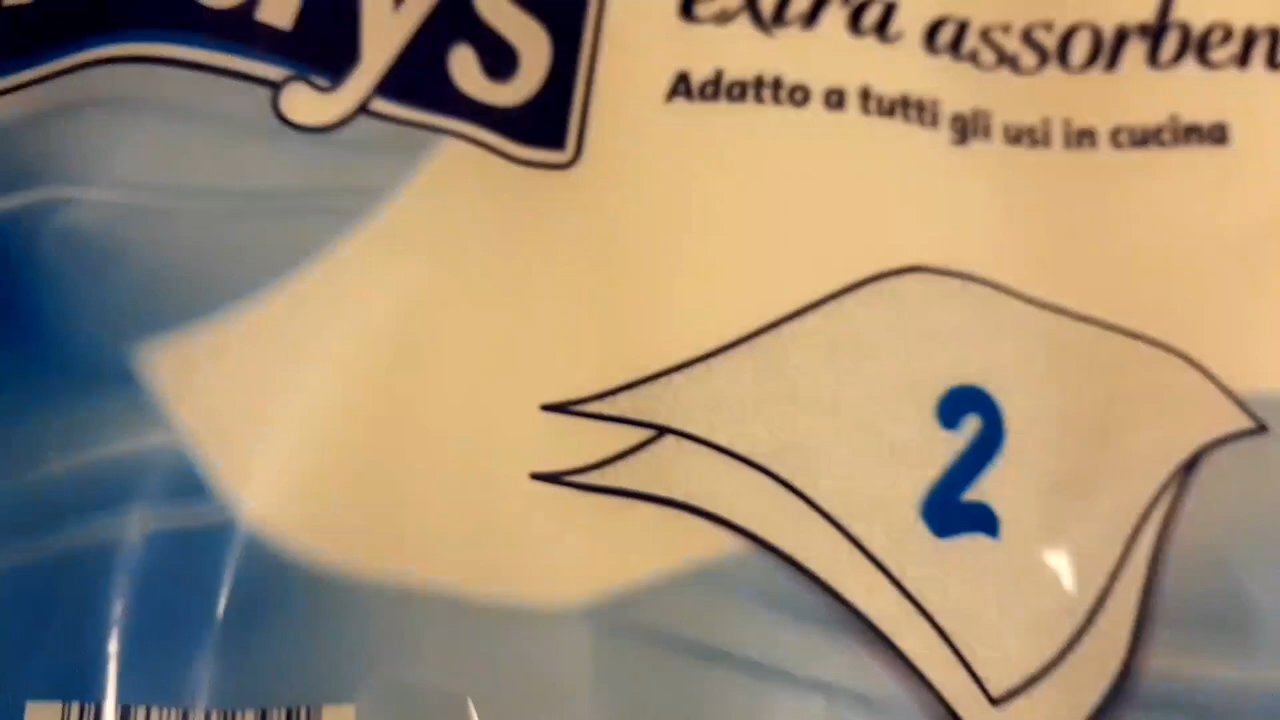 extra assorben
Adatto a tutti gli usi in cucina
2